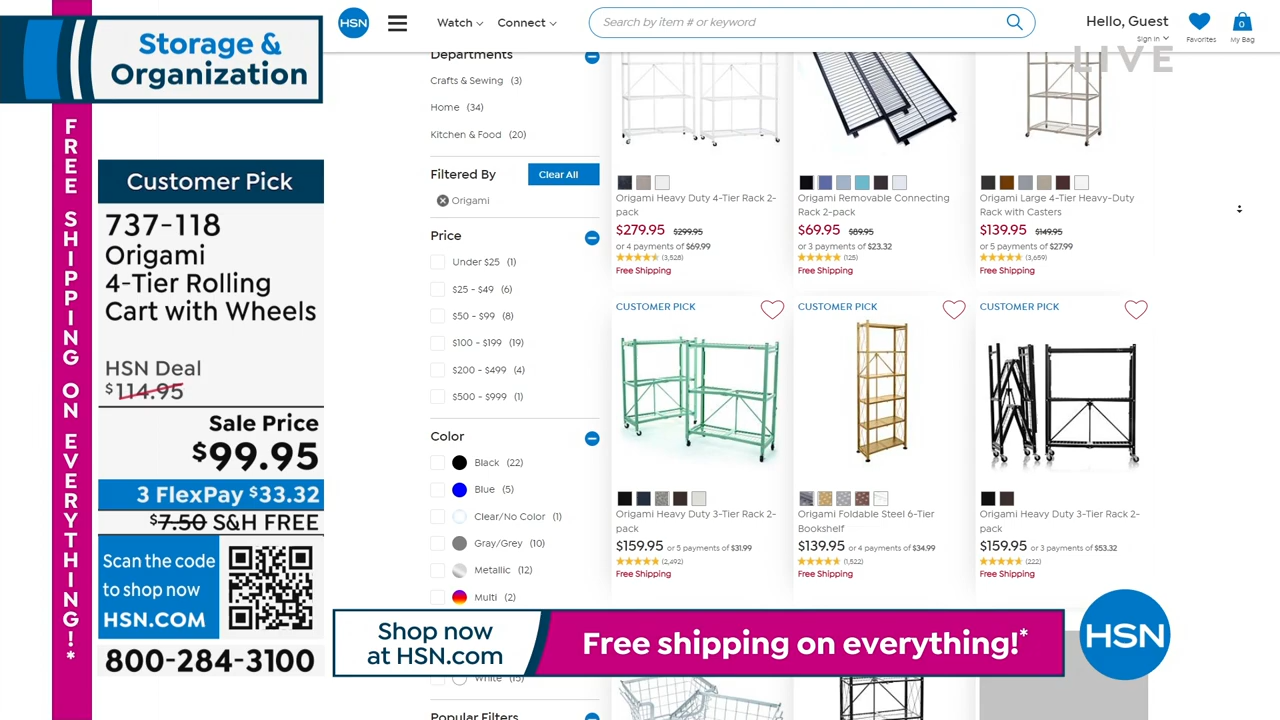 Storage &
Organization
FREE SHIPPING ON EVERYTHING!*
Customer Pick
737-118
Origami
4-Tier Rolling
Cart with Wheels
HSN Deal
$114.95
Sale Price
$99.95
3 FlexPay $33.32
$7.50 S&H FREE
Scan the code
to shop now
HSN.COM
800-284-3100
HSN
Watch
Connect
Search by item # or keyword
Hello, Guest
Sign In
Favorites
0
My Bag
LIVE
Departments
Crafts & Sewing (3)
Home (34)
Kitchen & Food (20)
Filtered By
Clear All
Origami
Price
Under $25 (1)
$25 - $49 (6)
$50 - $99 (8)
$100 - $199 (19)
$200 - $499 (4)
$500 - $999 (1)
Color
Black (22)
Blue (5)
Clear/No Color (1)
Gray/Grey (10)
Metallic (12)
Multi (2)
White (15)
Popular Filters
Origami Heavy Duty 4-Tier Rack 2-
pack
$279.95 $299.95
or 4 payments of $69.99
(3,528)
Free Shipping
Origami Removable Connecting
Rack 2-pack
$69.95 $89.95
or 3 payments of $23.32
(125)
Free Shipping
Origami Large 4-Tier Heavy-Duty
Rack with Casters
$139.95 $149.95
or 5 payments of $27.99
(3,659)
Free Shipping
CUSTOMER PICK
Origami Heavy Duty 3-Tier Rack 2-
pack
$159.95 or 5 payments of $31.99
(2,492)
Free Shipping
CUSTOMER PICK
Origami Foldable Steel 6-Tier
Bookshelf
$139.95 or 4 payments of $34.99
(1,522)
Free Shipping
CUSTOMER PICK
Origami Heavy Duty 3-Tier Rack 2-
pack
$159.95 or 3 payments of $53.32
(222)
Free Shipping
Shop now
at HSN.com
Free shipping on everything!*
HSN